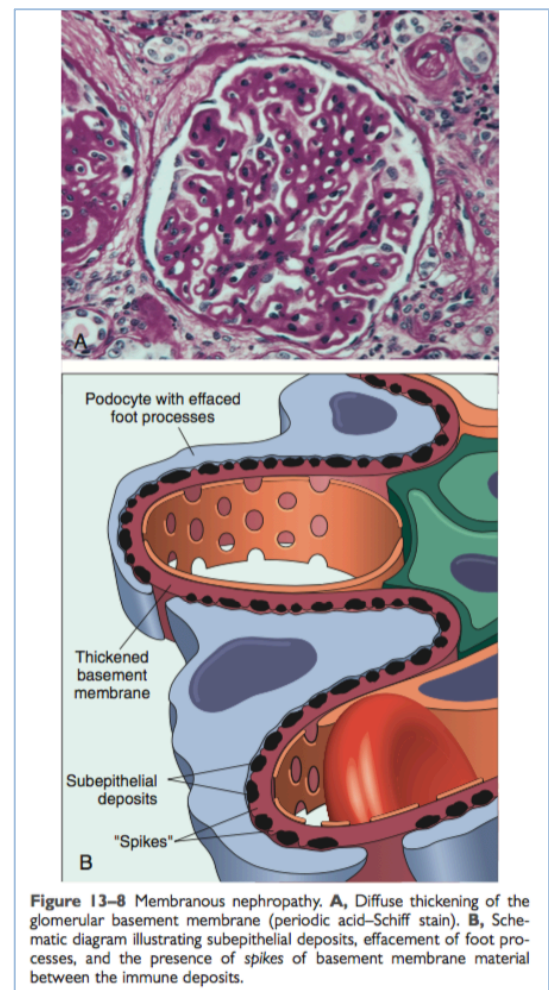 A
Podocyte with effaced
foot processes
Thickened
basement
membrane
Subepithelial
deposits
"Spikes"
B
Figure 13–8 Membranous nephropathy. A, Diffuse thickening of the
glomerular basement membrane (periodic acid–Schiff stain). B, Sche-
matic diagram illustrating subepithelial deposits, effacement of foot pro-
cesses, and the presence of spikes of basement membrane material
between the immune deposits.